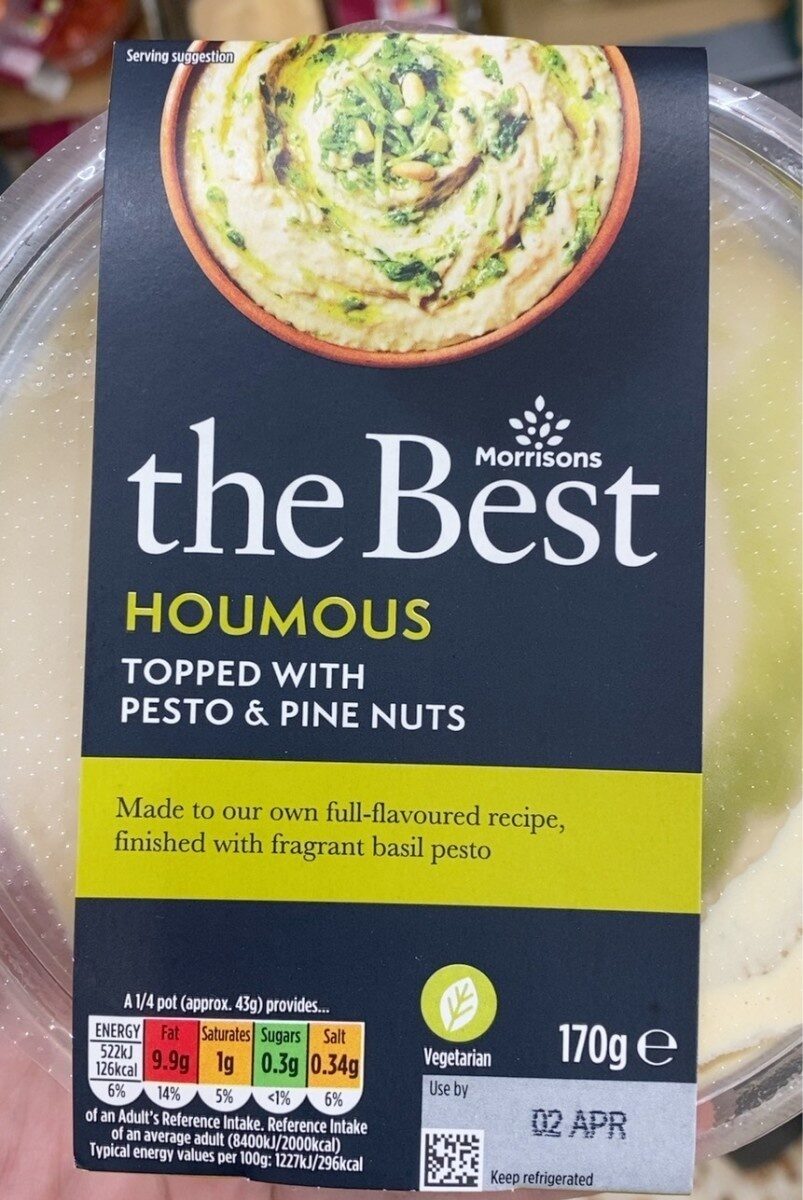 Serving suggestion
Morrisons
the Best
HOUMOUS
TOPPED WITH
PESTO & PINE NUTS
Made to our own full-flavoured recipe,
finished with fragrant basil pesto
A 1/4 pot (approx. 43g) provides...
ENERGY Fat Saturates Sugars Salt
522kJ
126kcal 9.9g 1g 0.3g 0.34g
6% 14% 5% <1% 6%
of an Adult's Reference Intake. Reference Intake
of an average adult (8400kJ/2000kcal)
Typical energy values per 100g: 1227kJ/296kcal
Vegetarian
170g e
Use by
02 APR
Keep refrigerated